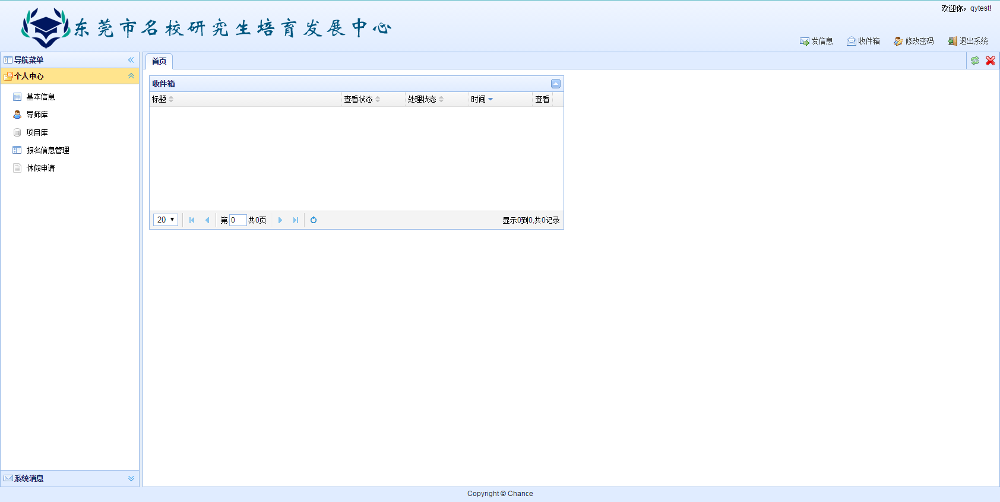 欢迎你，qytest!
东莞市名校研究生培育发展中心
发信息 收件箱 修改密码 退出系统
导航菜单
首页
个人中心
基本信息
导师库
项目库
报名信息管理
休假申请
系统消息
收件箱
标题 查看状态 处理状态 时间 查看
20 第 0 共0页 显示0到0,共0记录
Copyright © Chance